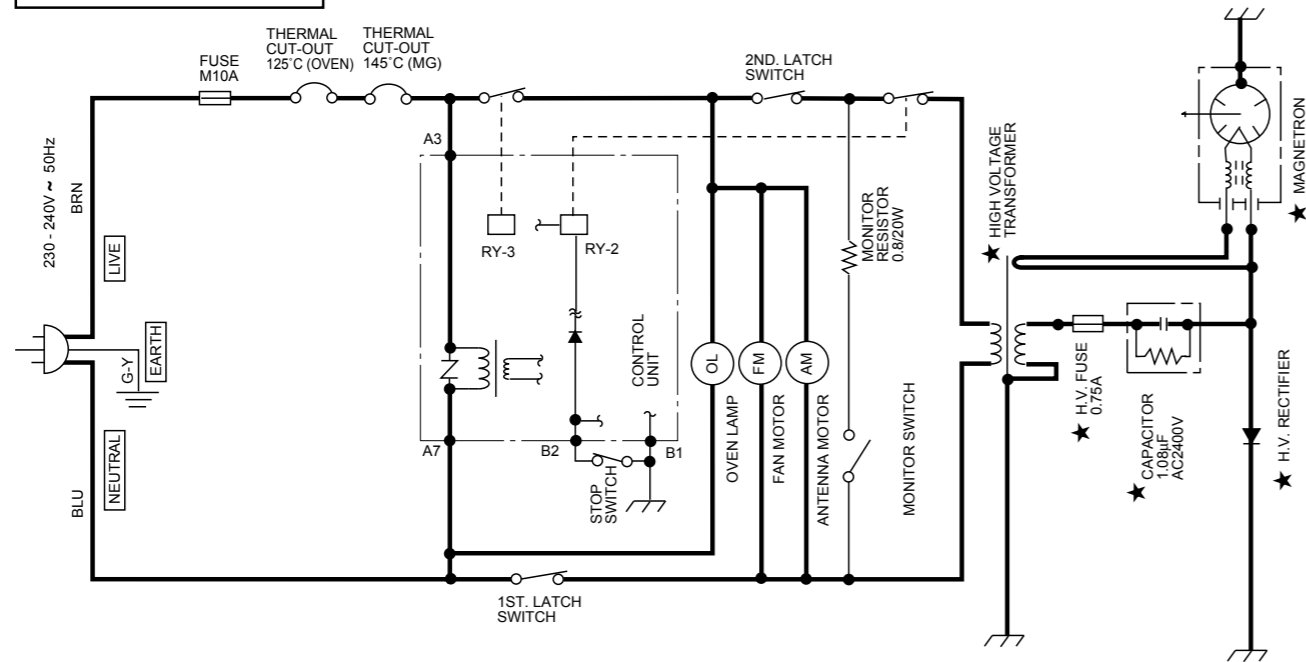 THERMAL
CUT-OUT
125˚C (OVEN)
THERMAL
CUT-OUT
145˚C (MG)
FUSE
M10A
2ND. LATCH
SWITCH
230 - 240V ~ 50Hz
BRN
LIVE
G-Y
EARTH
NEUTRAL
BLU
A3
RY-3
RY-2
CONTROL
UNIT
A7
B2
B1
STOP
SWITCH
1ST. LATCH
SWITCH
OL
FM
AM
OVEN LAMP
FAN MOTOR
ANTENNA MOTOR
MONITOR
RESISTOR
0.8/20W
MONITOR SWITCH
★ HIGH VOLTAGE
TRANSFORMER
★ H.V. FUSE
0.75A
★ CAPACITOR
1.08μF
AC2400V
★ MAGNETRON
★ H.V. RECTIFIER